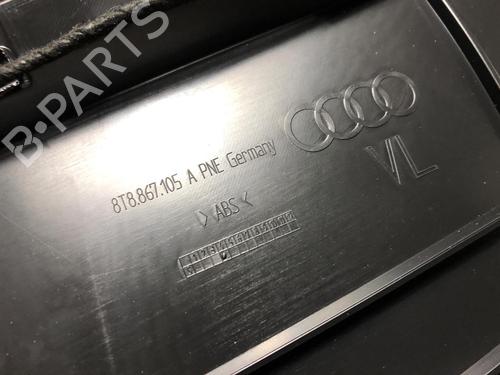 B-PARTS
8T8.867.105 A PNE Germany
VL
> ABS <